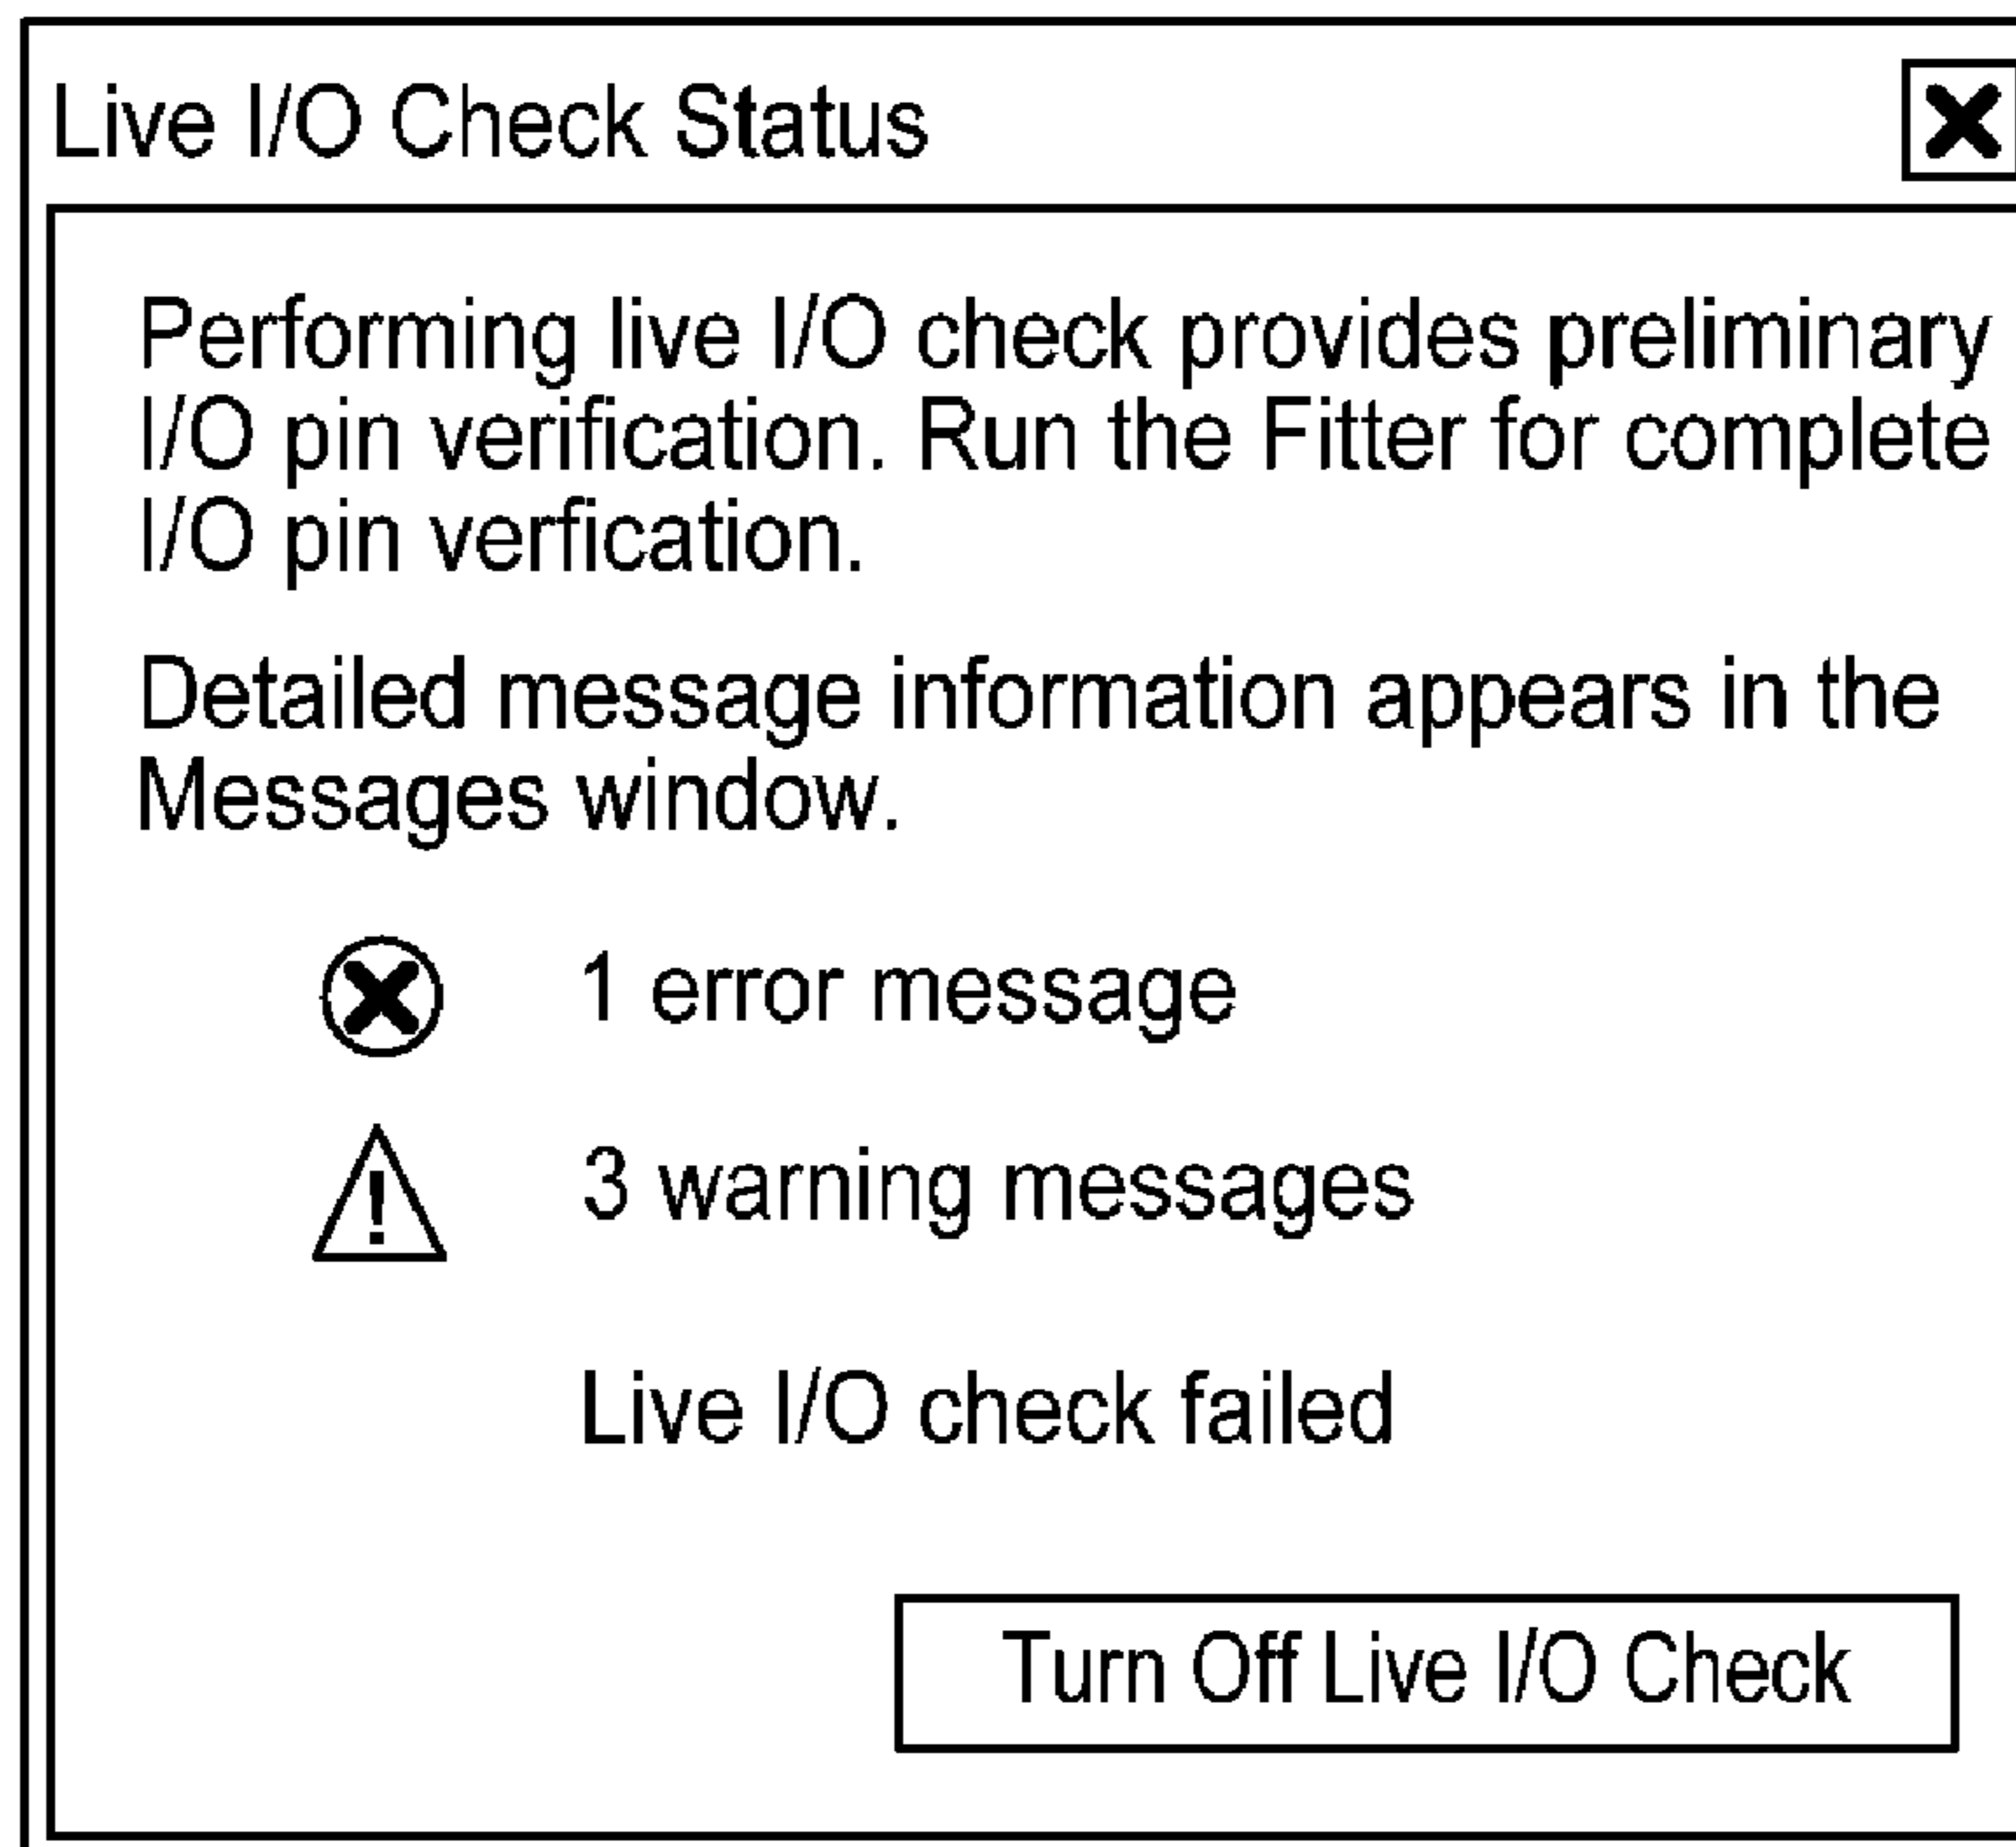 Live I/O Check Status
Performing live I/O check provides preliminary
I/O pin verification. Run the Fitter for complete
I/O pin verfication.
Detailed message information appears in the
Messages window.
1 error message
! 3 warning messages
Live I/O check failed
Turn Off Live I/O Check